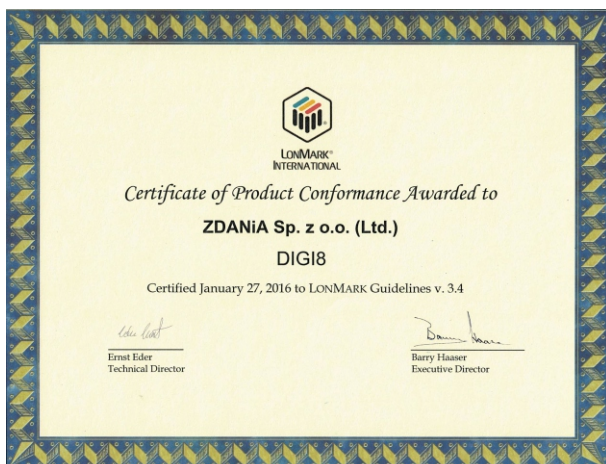 LONMARK®
INTERNATIONAL
Certificate of Product Conformance Awarded to
ZDANiA Sp. z o.o. (Ltd.)
DIGI8
Certified January 27, 2016 to LONMARK Guidelines v. 3.4
Ernst Eder
Technical Director
Barry Haaser
Executive Director